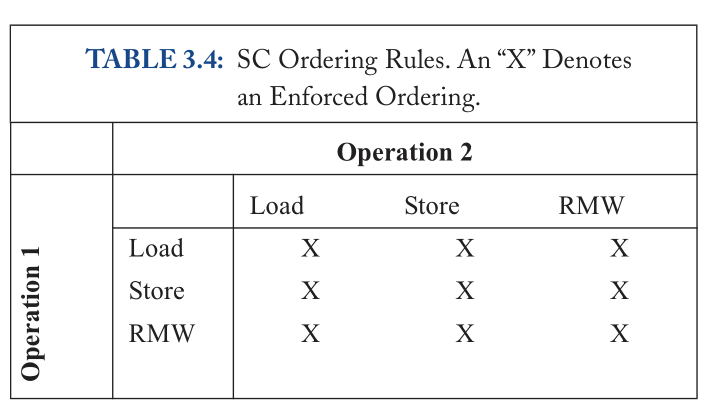 TABLE 3.4: SC Ordering Rules. An “X” Denotes
an Enforced Ordering.
Operation 2
Operation 1
Load Store RMW
Load X X X
Store X X X
RMW X X X